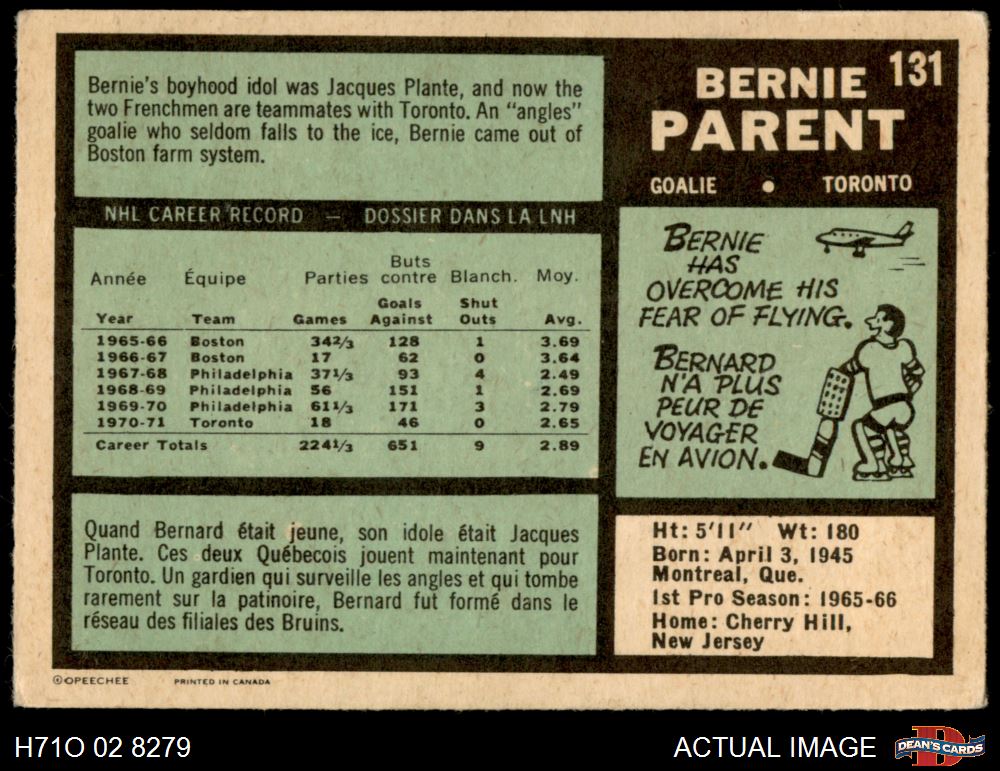 Bernie's boyhood idol was Jacques Plante, and now the
two Frenchmen are teammates with Toronto. An "angles"
goalie who seldom falls to the ice, Bernie came out of
Boston farm system.
131
BERNIE
PARENT
GOALIE • TORONTO
NHL CAREER RECORD — DOSSIER DANS LA LNH
Année Équipe Parties Buts contre Blanch. Moy.
Year Team Games Goals Against Shut Outs Avg.
1965-66 Boston 342/3 128 1 3.69
1966-67 Boston 17 62 0 3.64
1967-68 Philadelphia 371/3 93 4 2.49
1968-69 Philadelphia 56 151 1 2.69
1969-70 Philadelphia 611/3 171 3 2.79
1970-71 Toronto 18 46 0 2.65
Career Totals 2241/3 651 9 2.89
BERNIE
HAS
OVERCOME HIS
FEAR OF FLYING.
BERNARD
N'A PLUS
PEUR DE
VOYAGER
EN AVION.
Quand Bernard était jeune, son idole était Jacques
Plante. Ces deux Québecois jouent maintenant pour
Toronto. Un gardien qui surveille les angles et qui tombe
rarement sur la patinoire, Bernard fut formé dans le
réseau des filiales des Bruins.
Ht: 5'11" Wt: 180
Born: April 3, 1945
Montreal, Que.
1st Pro Season: 1965-66
Home: Cherry Hill,
New Jersey
©OPEECHEE PRINTED IN CANADA
H71O 02 8279
ACTUAL IMAGE
D
DEAN'S CARDS